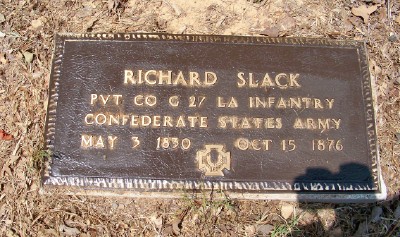 RICHARD SLACK
PVT CO G 27 LA INFANTRY
CONFEDERATE STATES ARMY
MAY 3 1830 OCT 15 1876